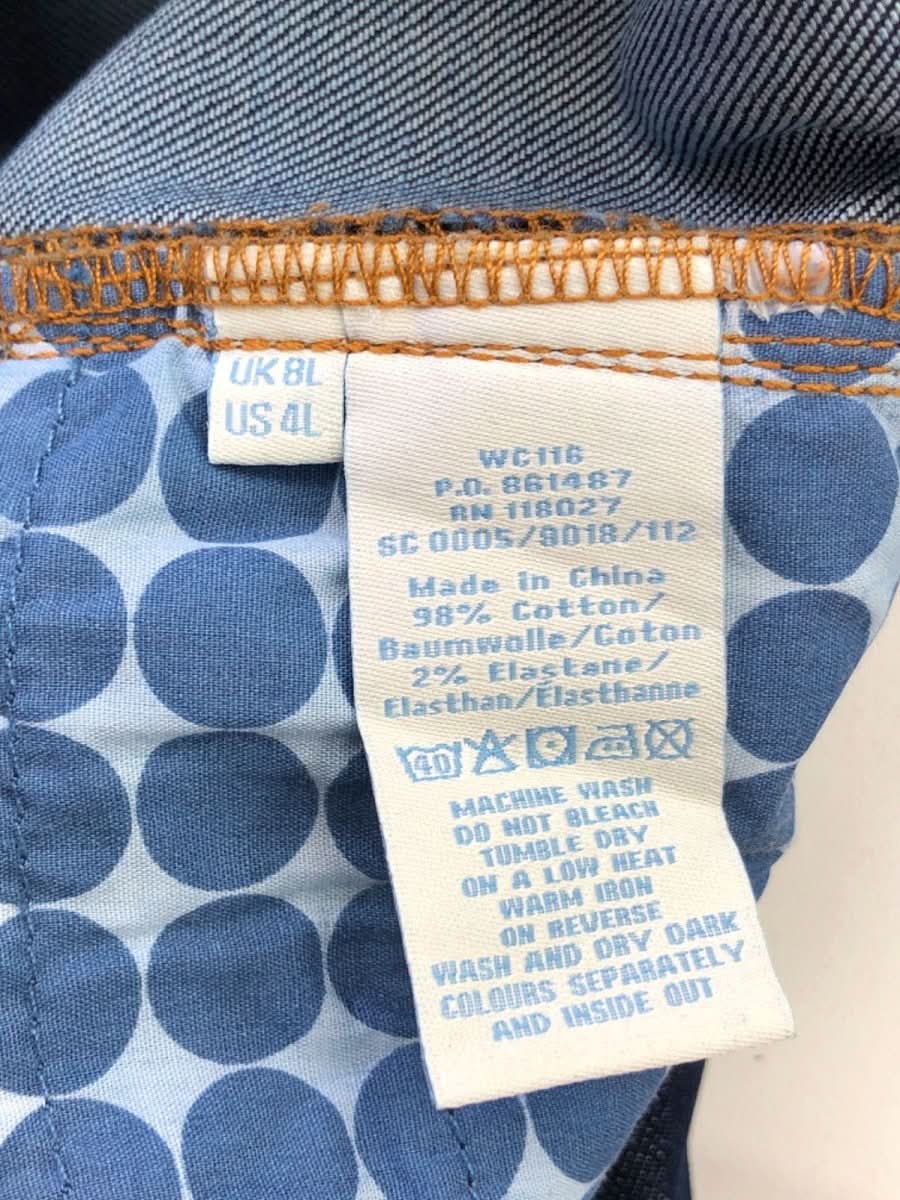 UK 8L
US 4L
WC116
P.O. 861487
RN 118027
SC 0005/9018/112
Made in China
98% Cotton/
Baumwolle/Coton
2% Elastane/
Elasthan/Elasthanne
40
MACHINE WASH
DO NOT BLEACH
TUMBLE DRY
ON A LOW HEAT
WARM IRON
ON REVERSE
WASH AND DRY DARK
COLOURS SEPARATELY
AND INSIDE OUT